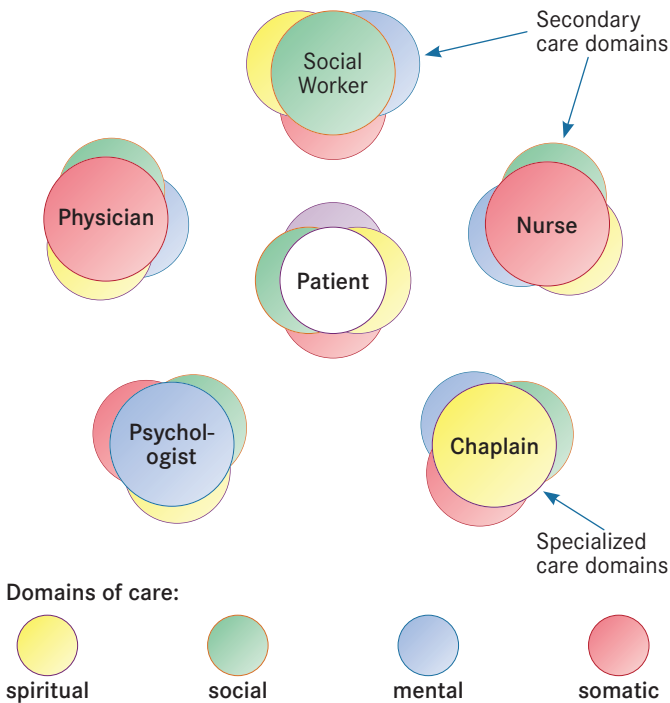 Secondary
care domains
Social
Worker
Physician
Nurse
Patient
Psychol-
ogist
Chaplain
Specialized
care domains
Domains of care:
spiritual
social
mental
somatic